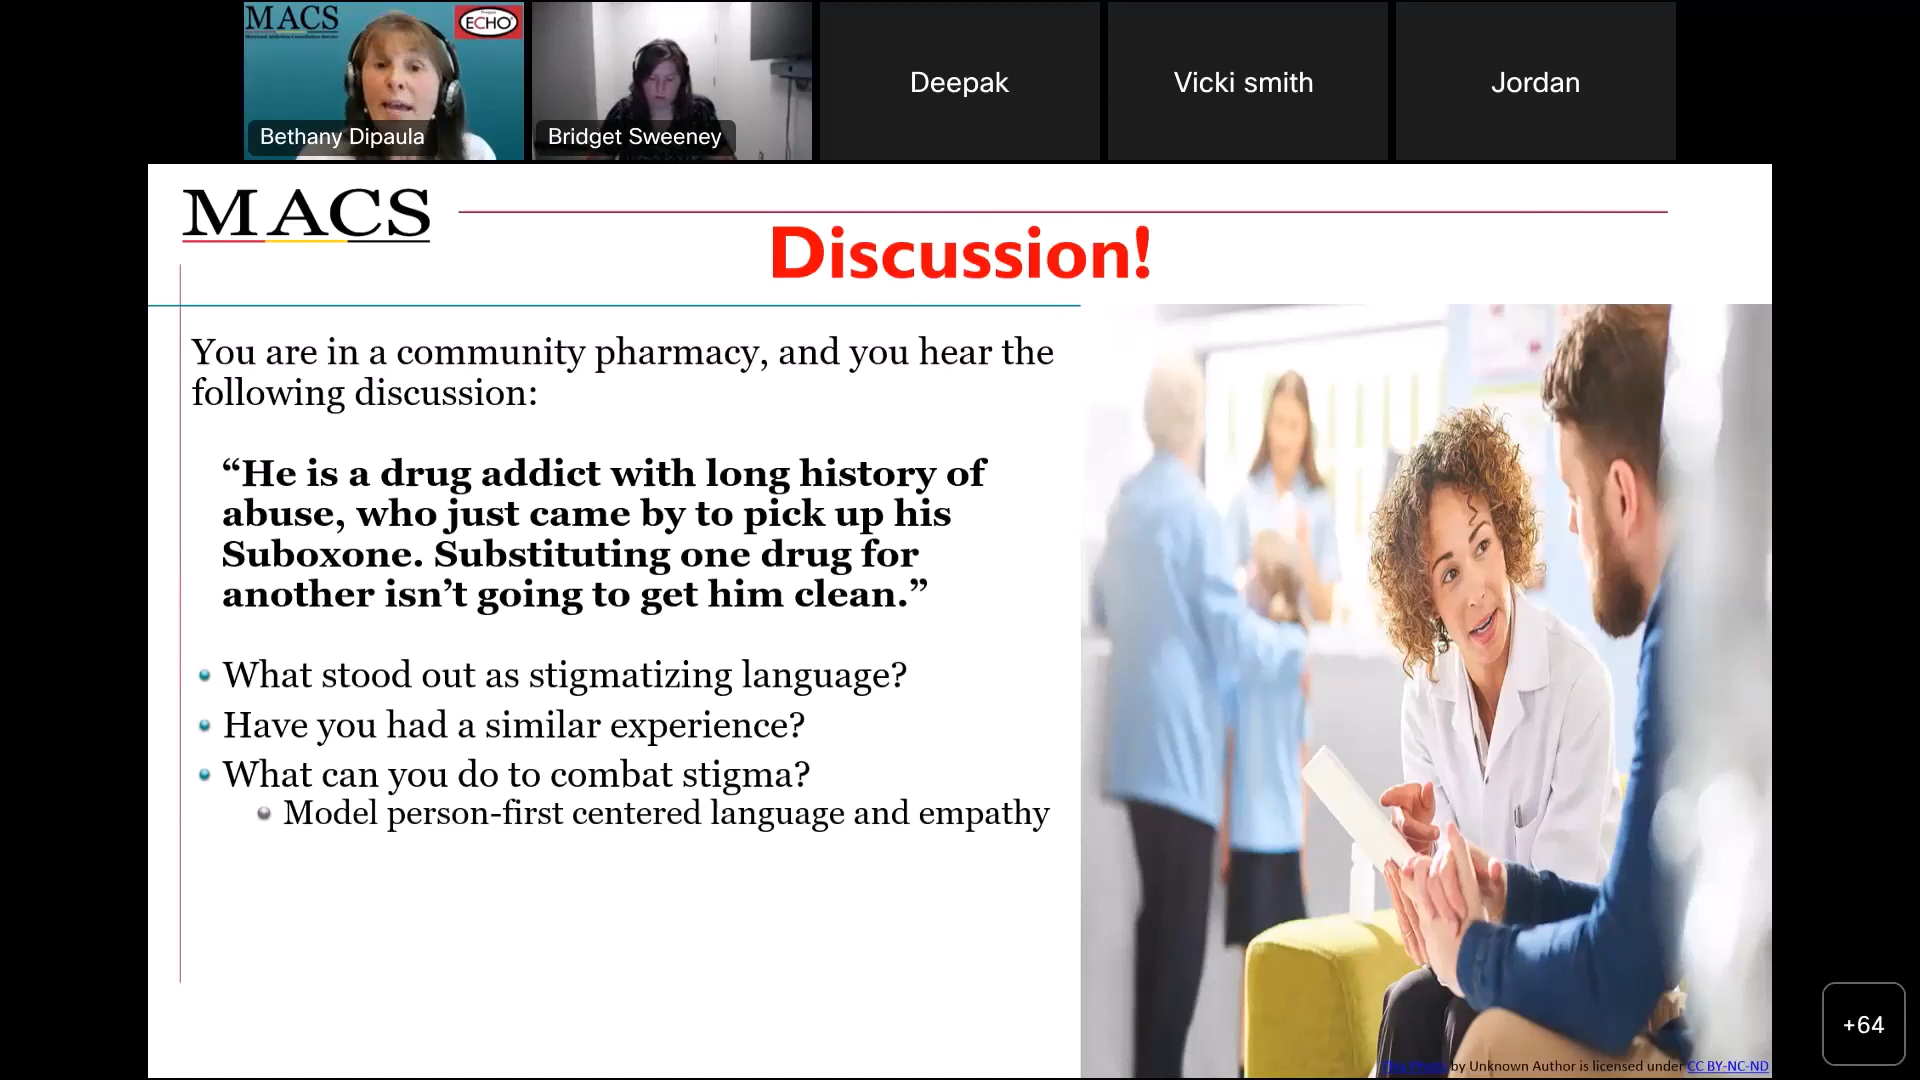 MACS
ECHO
Bethany Dipaula
Bridget Sweeney
Deepak
Vicki smith
Jordan
MACS
Discussion!
You are in a community pharmacy, and you hear the
following discussion:
“He is a drug addict with long history of
abuse, who just came by to pick up his
Suboxone. Substituting one drug for
another isn’t going to get him clean.”
What stood out as stigmatizing language?
Have you had a similar experience?
What can you do to combat stigma?
Model person-first centered language and empathy
This Photo by Unknown Author is licensed under CC BY-NC-ND
+64